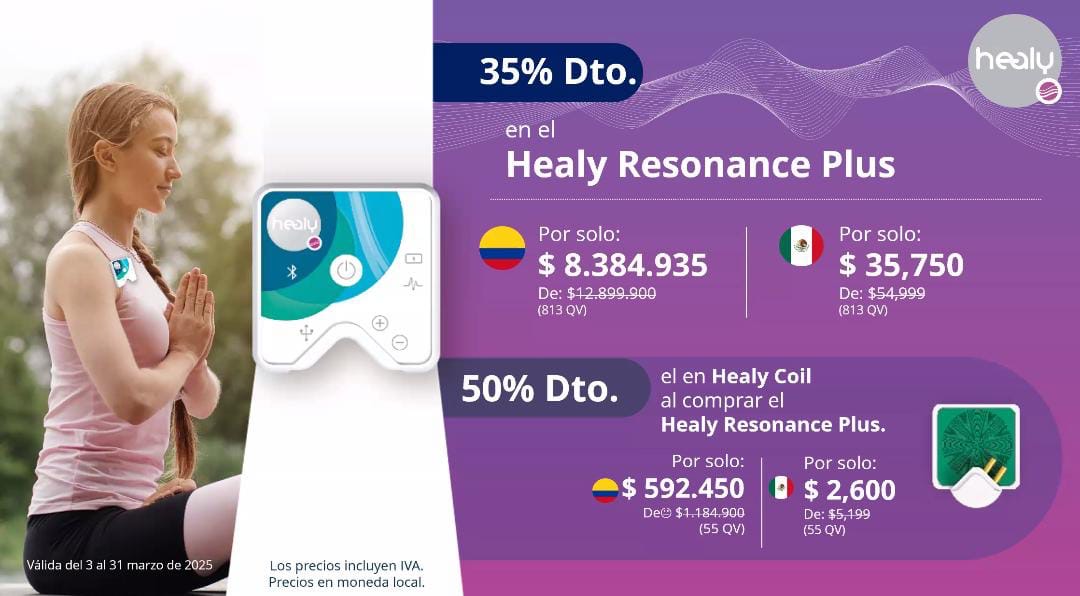 35% Dto.
healy
en el
Healy Resonance Plus
healy
Por solo:
$ 8.384.935
De: $12.899.900
(813 QV)
Por solo:
$ 35,750
De: $54,999
(813 QV)
50% Dto.
el en Healy Coil
al comprar el
Healy Resonance Plus.
Por solo:
$ 592.450
De☹ $1.184.900
(55 QV)
Por solo:
$ 2,600
De: $5,199
(55 QV)
Válida del 3 al 31 marzo de 2025
Los precios incluyen IVA.
Precios en moneda local.